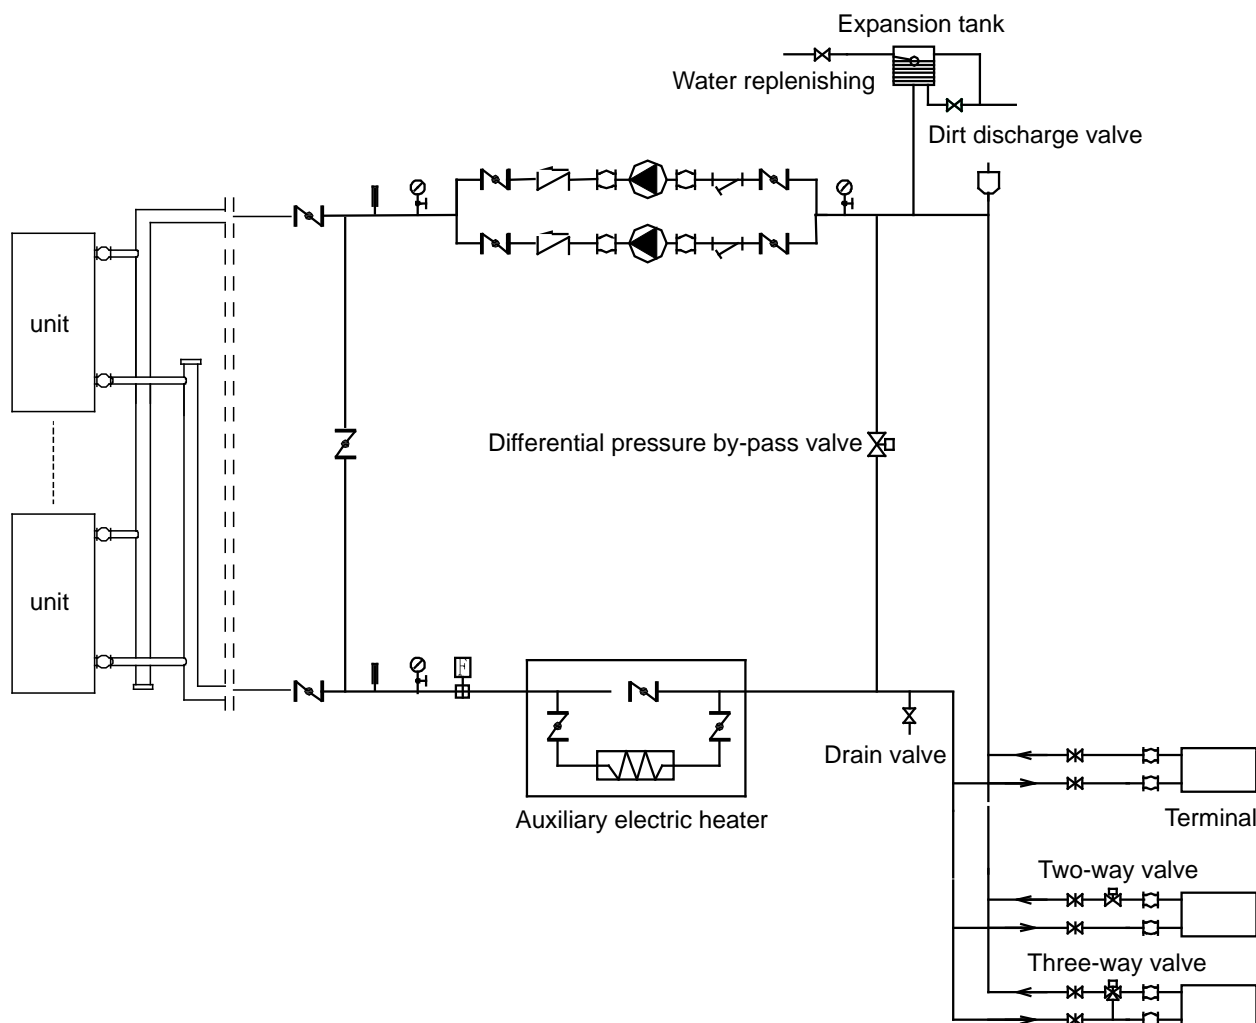 Expansion tank
Water replenishing
Dirt discharge valve
unit
Differential pressure by-pass valve
unit
F
Drain valve
Auxiliary electric heater
Terminal
Two-way valve
Three-way valve